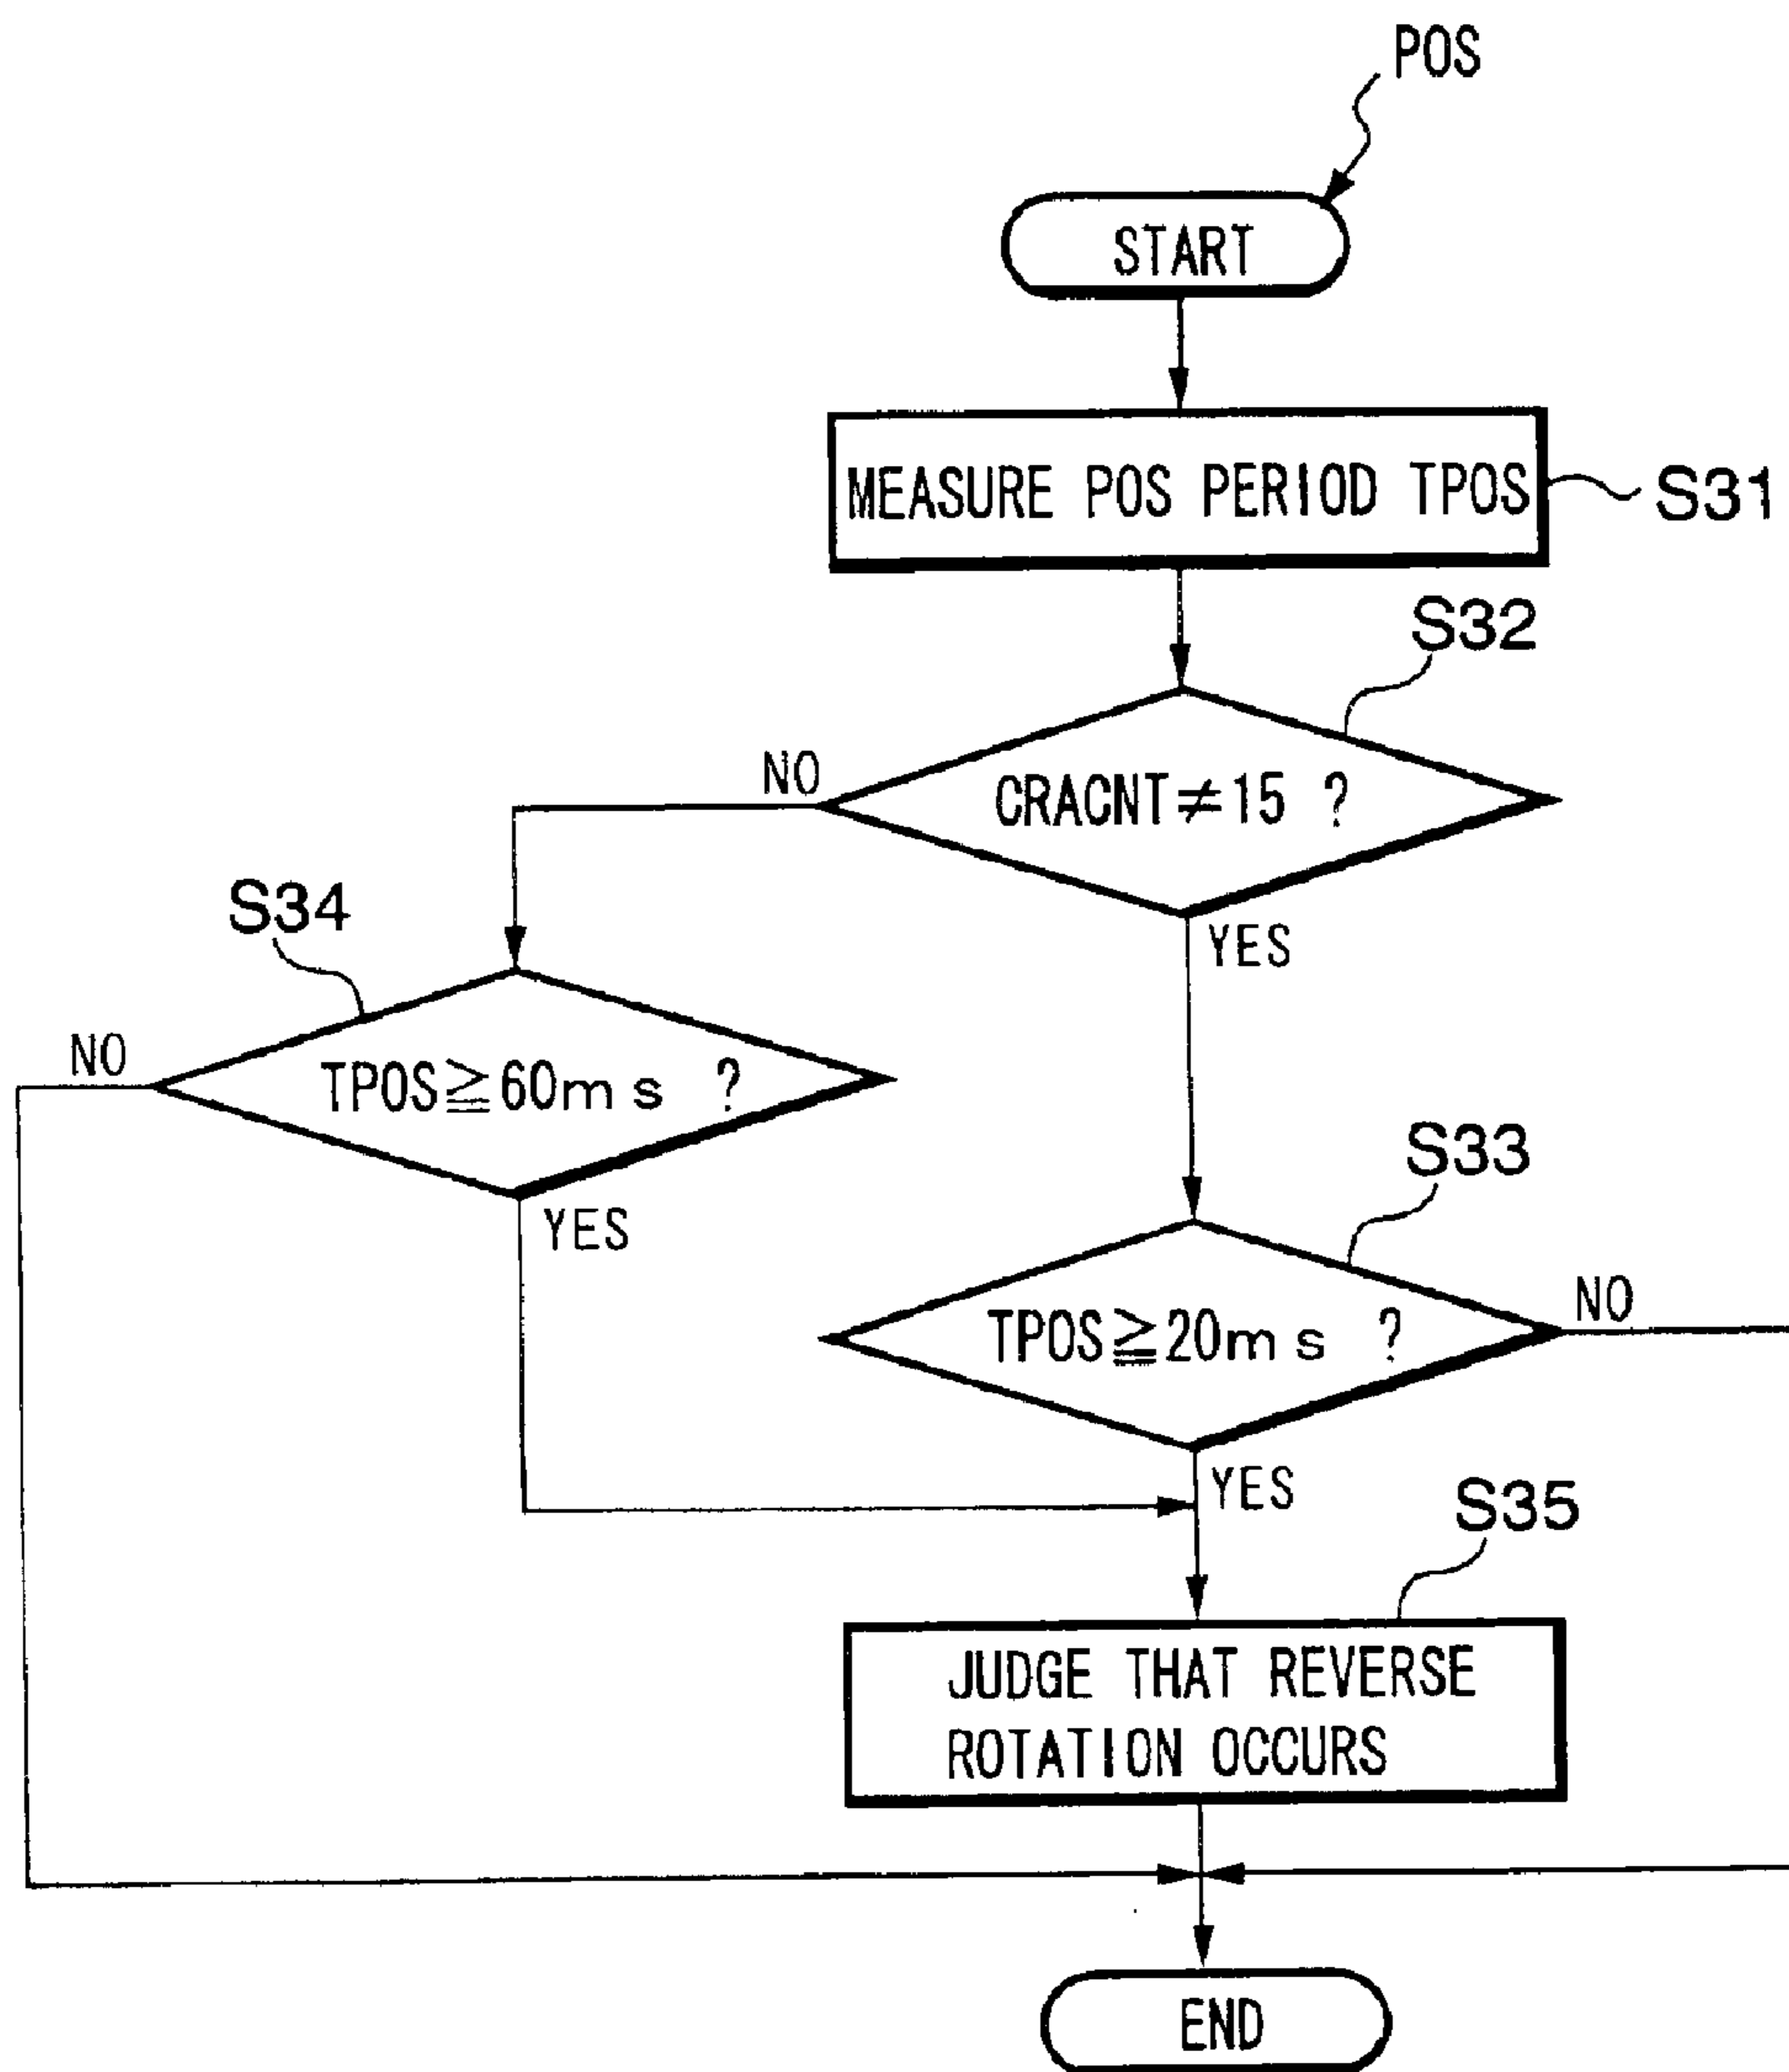 POS
START
MEASURE POS PERIOD TPOS
S31
S32
CRACNT≠15 ?
NO
YES
S34
TPOS≧60ms ?
NO
YES
S33
TPOS≧20ms ?
NO
YES
S35
JUDGE THAT REVERSE
ROTATION OCCURS
END